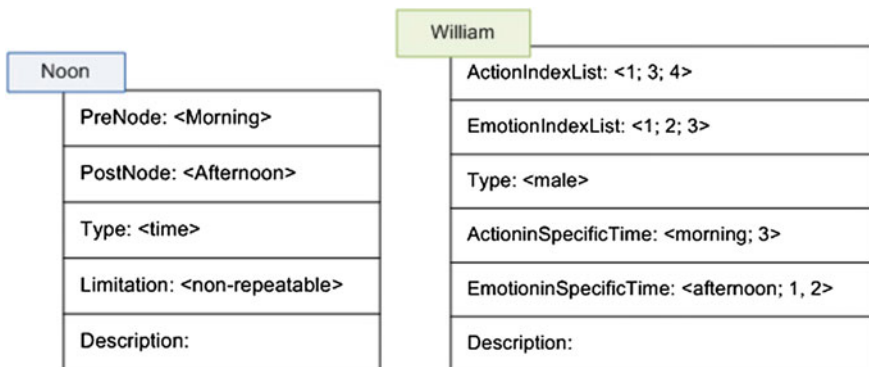 Noon
PreNode: <Morning>
PostNode: <Afternoon>
Type: <time>
Limitation: <non-repeatable>
Description:
William
ActionIndexList: <1; 3; 4>
EmotionIndexList: <1; 2; 3>
Type: <male>
ActioninSpecificTime: <morning; 3>
EmotioninSpecificTime: <afternoon; 1, 2>
Description: